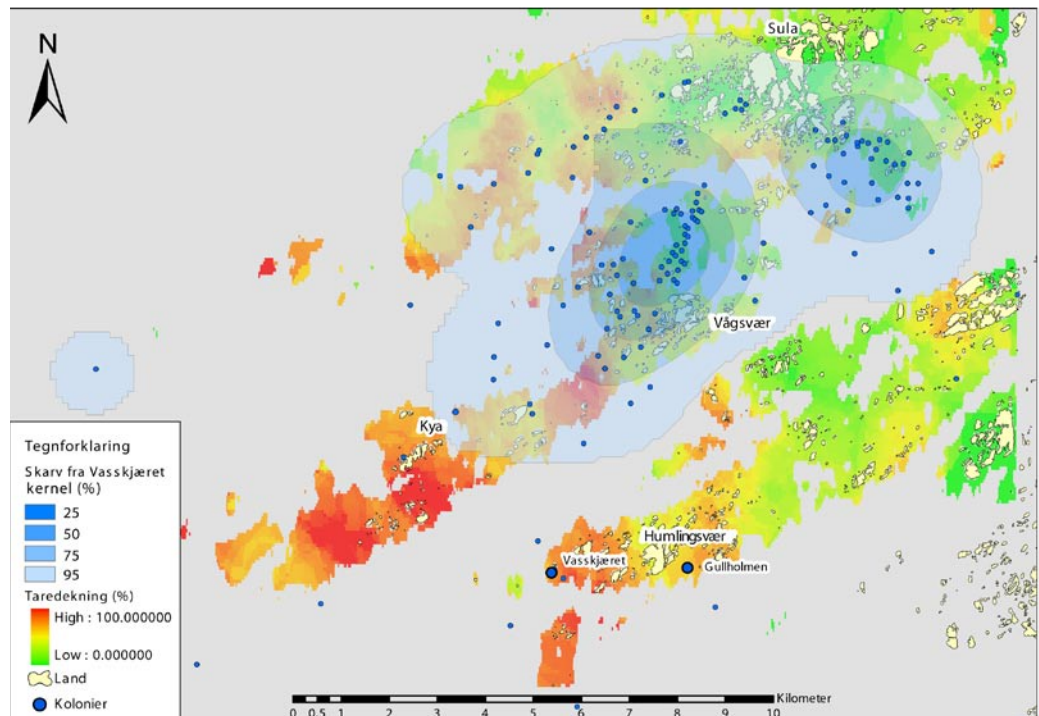 N
Sula
Vågsvær
Kya
Humlingsvær
Vasskjæret
Gullholmen
Tegnforklaring
Skarv fra Vasskjæret
kernel (%)
25
50
75
95
Taredekning (%)
High : 100.000000
Low : 0.000000
Land
Kolonier
Kilometer
0 0.5 1 2 3 4 5 6 7 8 9 10